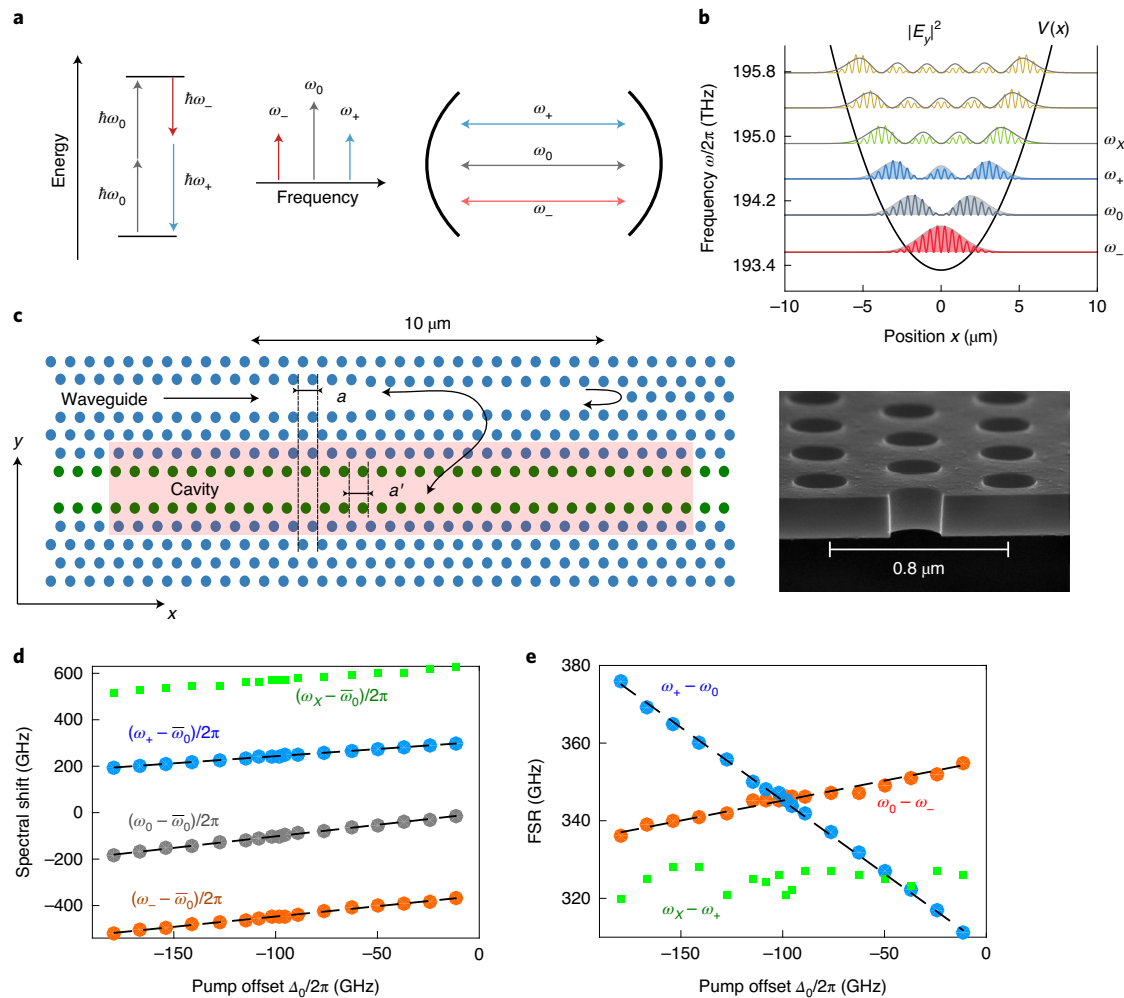 a
Energy
ħω₀
ħω₀
ħω₋
ħω₊
ω₋
ω₀
ω₊
Frequency
ω₊
ω₀
ω₋
b
|E_y|²
V(x)
Frequency ω/2π (THz)
195.8
195.0
194.2
193.4
ω_X
ω₊
ω₀
ω₋
−10
−5
0
5
10
Position x (μm)
c
10 μm
Waveguide
a
y
Cavity
a′
x
0.8 μm
d
Spectral shift (GHz)
600
400
200
0
−200
−400
(ω_X − ω̅₀)/2π
(ω₊ − ω̅₀)/2π
(ω₀ − ω̅₀)/2π
(ω₋ − ω̅₀)/2π
−150
−100
−50
0
Pump offset Δ₀/2π (GHz)
e
FSR (GHz)
380
360
340
320
ω₊ − ω₀
ω₀ − ω₋
ω_X − ω₊
−150
−100
−50
0
Pump offset Δ₀/2π (GHz)